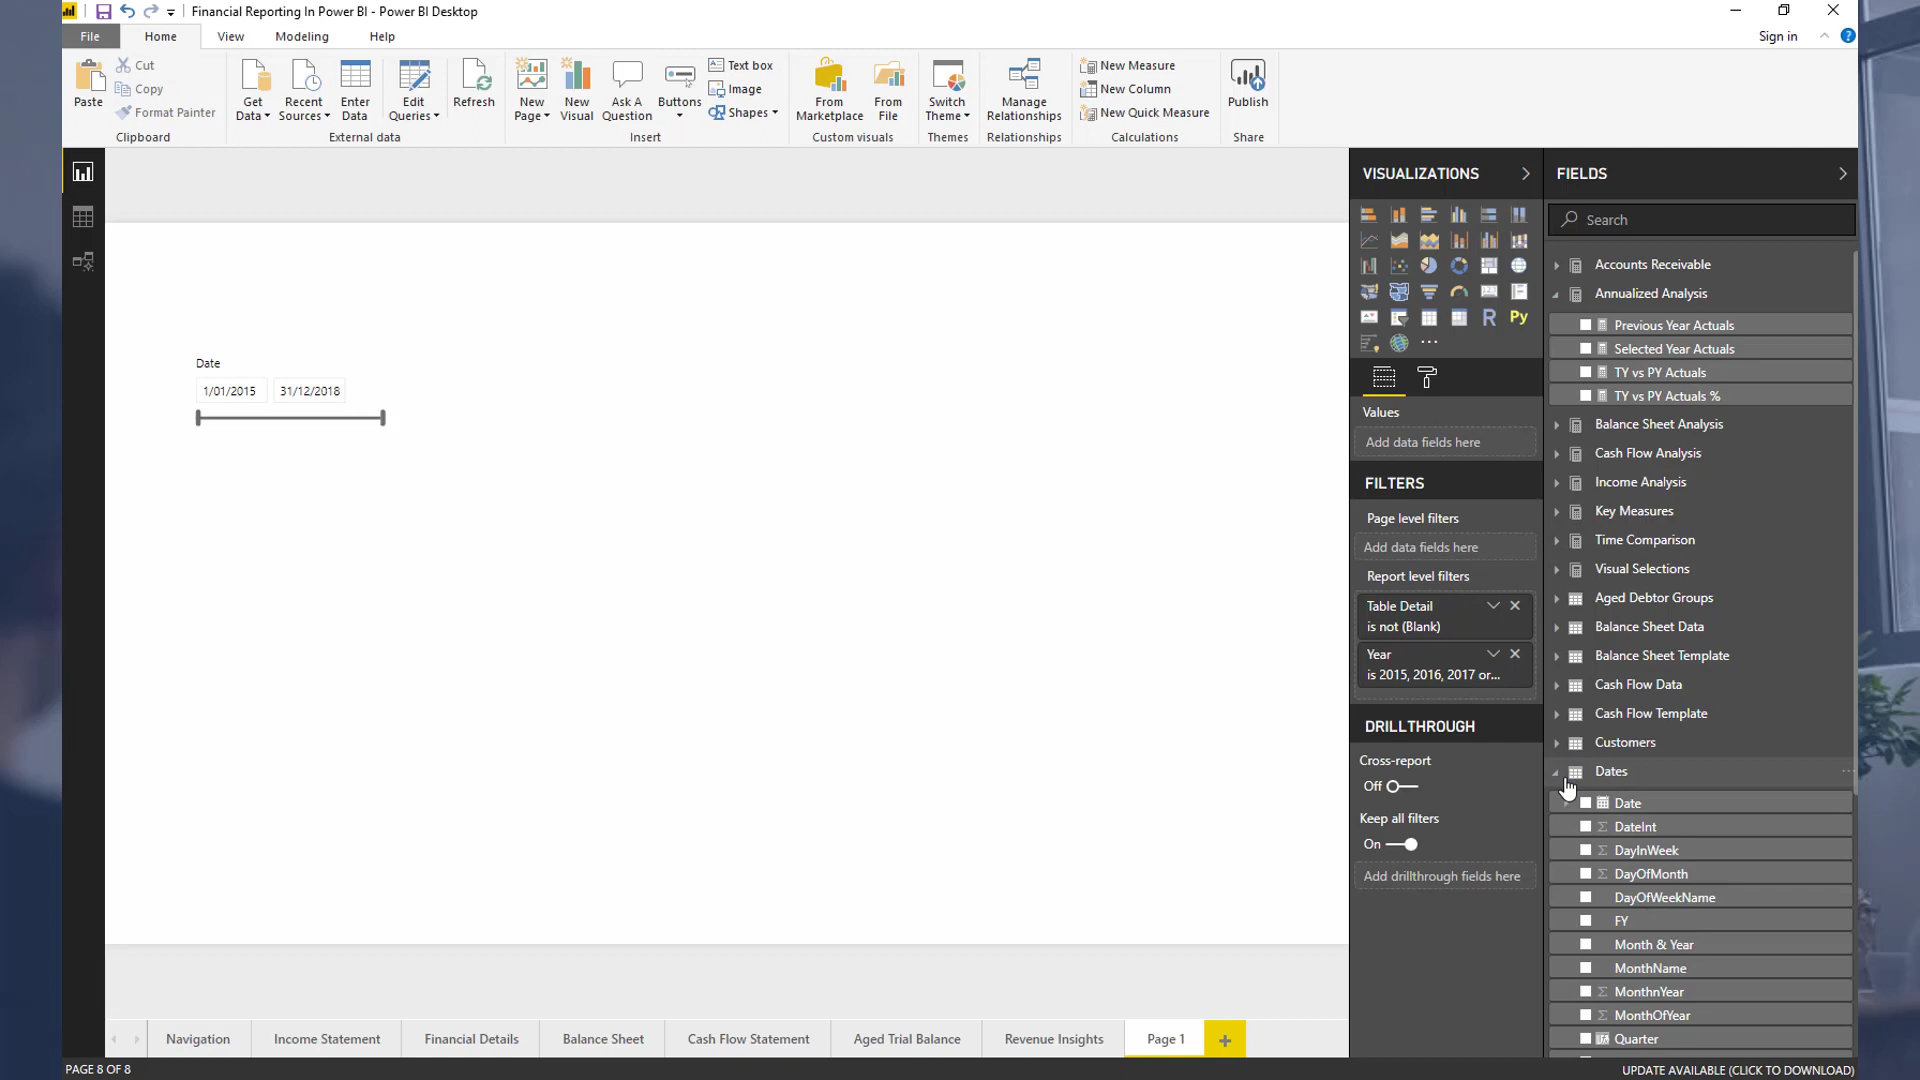 Financial Reporting In Power BI - Power BI Desktop
File
Home
View
Modeling
Help
Sign in
Paste
Cut
Copy
Format Painter
Clipboard
Get Data
Recent Sources
Enter Data
Edit Queries
External data
Refresh
New Page
New Visual
Ask A Question
Buttons
Text box
Image
Shapes
Insert
From Marketplace
From File
Custom visuals
Switch Theme
Themes
Manage Relationships
Relationships
New Measure
New Column
New Quick Measure
Calculations
Publish
Share
Date
1/01/2015
31/12/2018
VISUALIZATIONS
R
Py
Values
Add data fields here
FILTERS
Page level filters
Add data fields here
Report level filters
Table Detail
is not (Blank)
Year
is 2015, 2016, 2017 or...
DRILLTHROUGH
Cross-report
Off
Keep all filters
On
Add drillthrough fields here
FIELDS
Search
Accounts Receivable
Annualized Analysis
Previous Year Actuals
Selected Year Actuals
TY vs PY Actuals
TY vs PY Actuals %
Balance Sheet Analysis
Cash Flow Analysis
Income Analysis
Key Measures
Time Comparison
Visual Selections
Aged Debtor Groups
Balance Sheet Data
Balance Sheet Template
Cash Flow Data
Cash Flow Template
Customers
Dates
Date
DateInt
DayInWeek
DayOfMonth
DayOfWeekName
FY
Month & Year
MonthName
MonthnYear
MonthOfYear
Quarter
Navigation
Income Statement
Financial Details
Balance Sheet
Cash Flow Statement
Aged Trial Balance
Revenue Insights
Page 1
PAGE 8 OF 8
UPDATE AVAILABLE (CLICK TO DOWNLOAD)